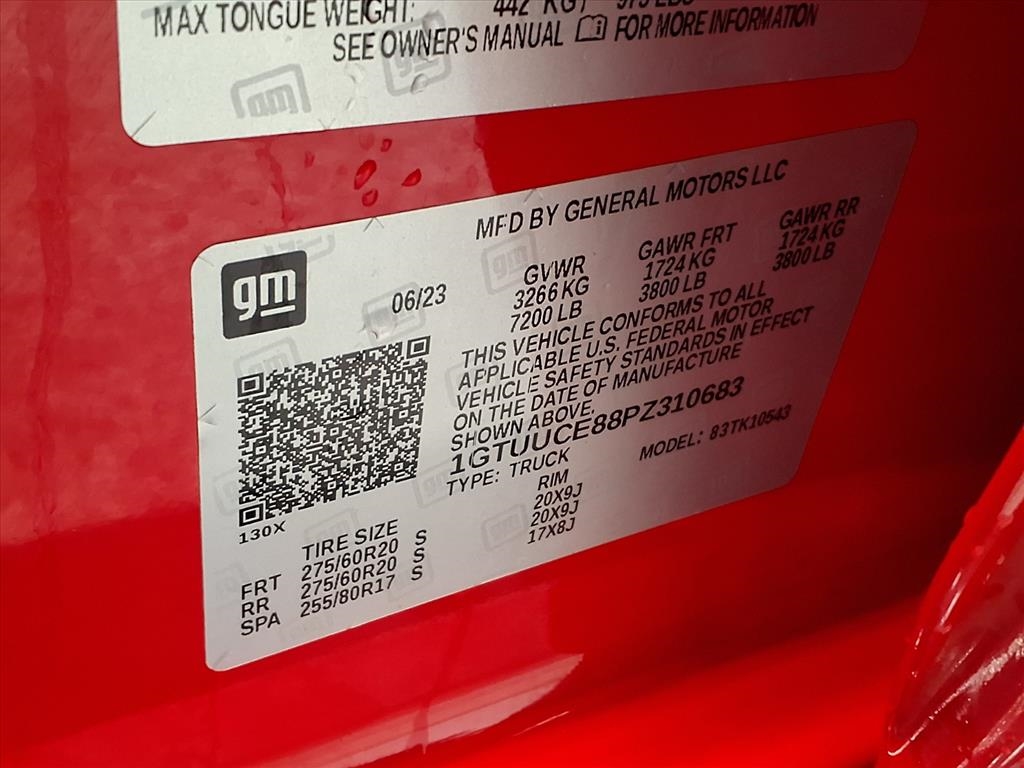 MAX TONGUE WEIGHT: 442 KG
SEE OWNER'S MANUAL FOR MORE INFORMATION
gm
MFD BY GENERAL MOTORS LLC
gm
06/23
GVWR GAWR FRT GAWR RR
3266 KG 1724 KG 1724 KG
7200 LB 3800 LB 3800 LB
THIS VEHICLE CONFORMS TO ALL
APPLICABLE U.S. FEDERAL MOTOR
VEHICLE SAFETY STANDARDS IN EFFECT
ON THE DATE OF MANUFACTURE
SHOWN ABOVE.
1GTUUCE88PZ310683
TYPE: TRUCK MODEL: 83TK10543
130X
TIRE SIZE RIM
FRT 275/60R20 S 20X9J
RR 275/60R20 S 20X9J
SPA 255/80R17 S 17X8J